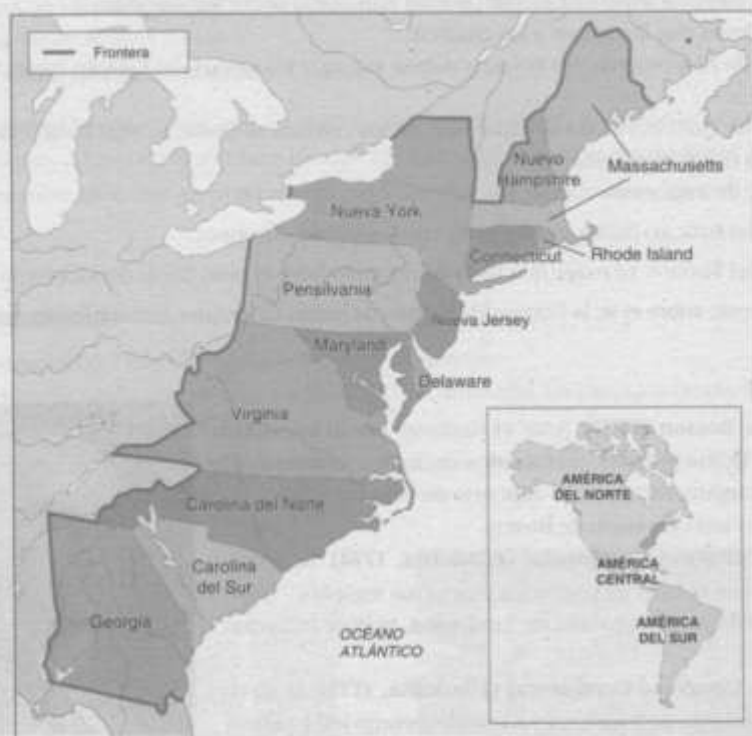 Frontera
Massachusetts
Nuevo
Hampshire
Nueva York
Connecticut
Rhode Island
Pensilvania
Nueva Jersey
Maryland
Delaware
Virginia
Carolina del Norte
Carolina
del Sur
Georgia
OCÉANO
ATLÁNTICO
AMÉRICA
DEL NORTE
AMÉRICA
CENTRAL
AMÉRICA
DEL SUR